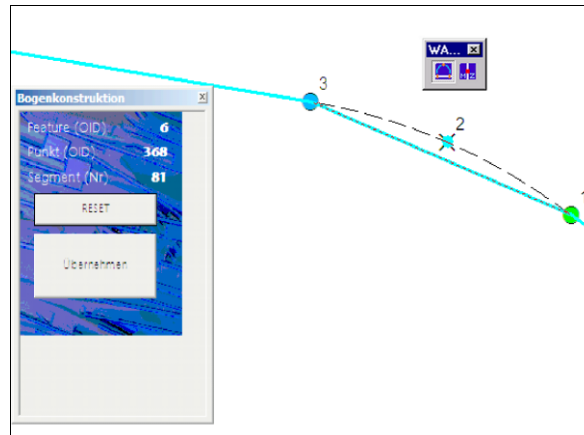 WA...
3
2
Bogenkonstruktion
Feature (OID) 6
Punkt (OID) 368
Segment (Nr) 81
RESET
Übernehmen